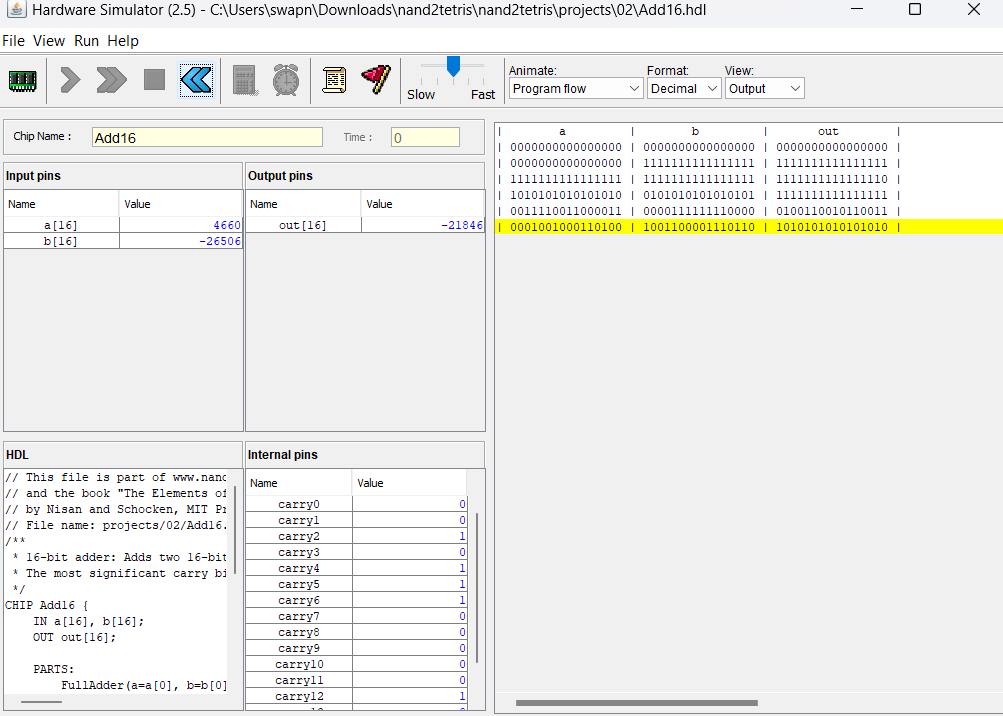 Hardware Simulator (2.5) - C:\Users\swapn\Downloads\nand2tetris\nand2tetris\projects\02\Add16.hdl
File View Run Help
Slow Fast
Animate: Format: View:
Program flow Decimal Output
Chip Name : Add16 Time : 0
Input pins
Name Value
a[16] 4660
b[16] -26506
Output pins
Name Value
out[16] -21846
| a | b | out |
| 0000000000000000 | 0000000000000000 | 0000000000000000 |
| 0000000000000000 | 1111111111111111 | 1111111111111111 |
| 1111111111111111 | 1111111111111111 | 1111111111111110 |
| 1010101010101010 | 0101010101010101 | 1111111111111111 |
| 0011110011000011 | 0000111111110000 | 0100110010110011 |
| 0001001000110100 | 1001100001110110 | 1010101010101010 |
HDL
// This file is part of www.nand
// and the book "The Elements of
// by Nisan and Schocken, MIT Pr
// File name: projects/02/Add16.
/**
* 16-bit adder: Adds two 16-bit
* The most significant carry bi
*/
CHIP Add16 {
IN a[16], b[16];
OUT out[16];
PARTS:
FullAdder(a=a[0], b=b[0]
Internal pins
Name Value
carry0 0
carry1 0
carry2 1
carry3 0
carry4 1
carry5 1
carry6 1
carry7 0
carry8 0
carry9 0
carry10 0
carry11 0
carry12 1